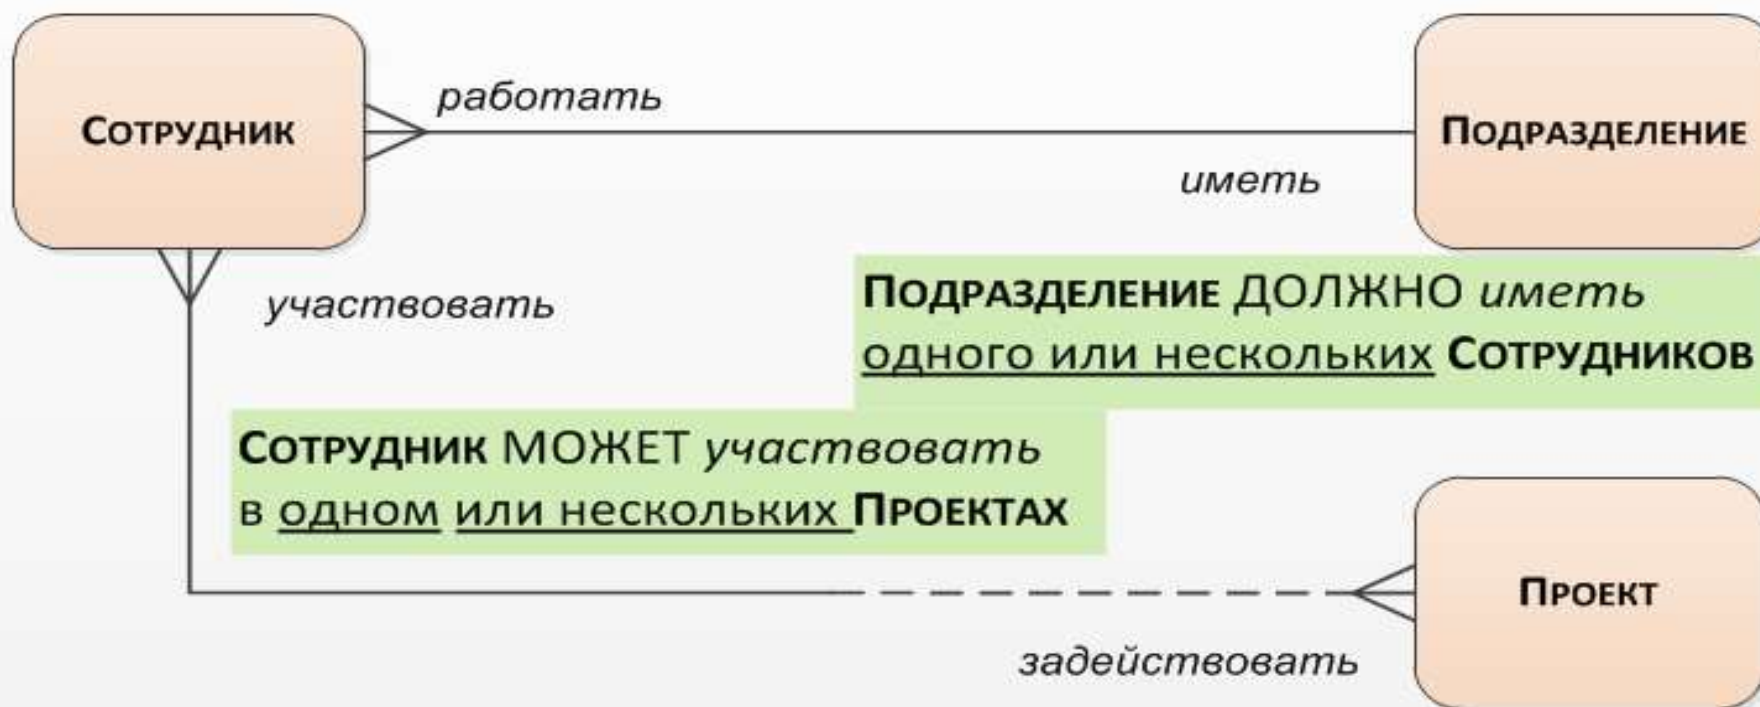 Сотрудник
работать
Подразделение
иметь
участвовать
Подразделение ДОЛЖНО иметь
одного или нескольких Сотрудников
Сотрудник МОЖЕТ участвовать
в одном или нескольких Проектах
Проект
задействовать